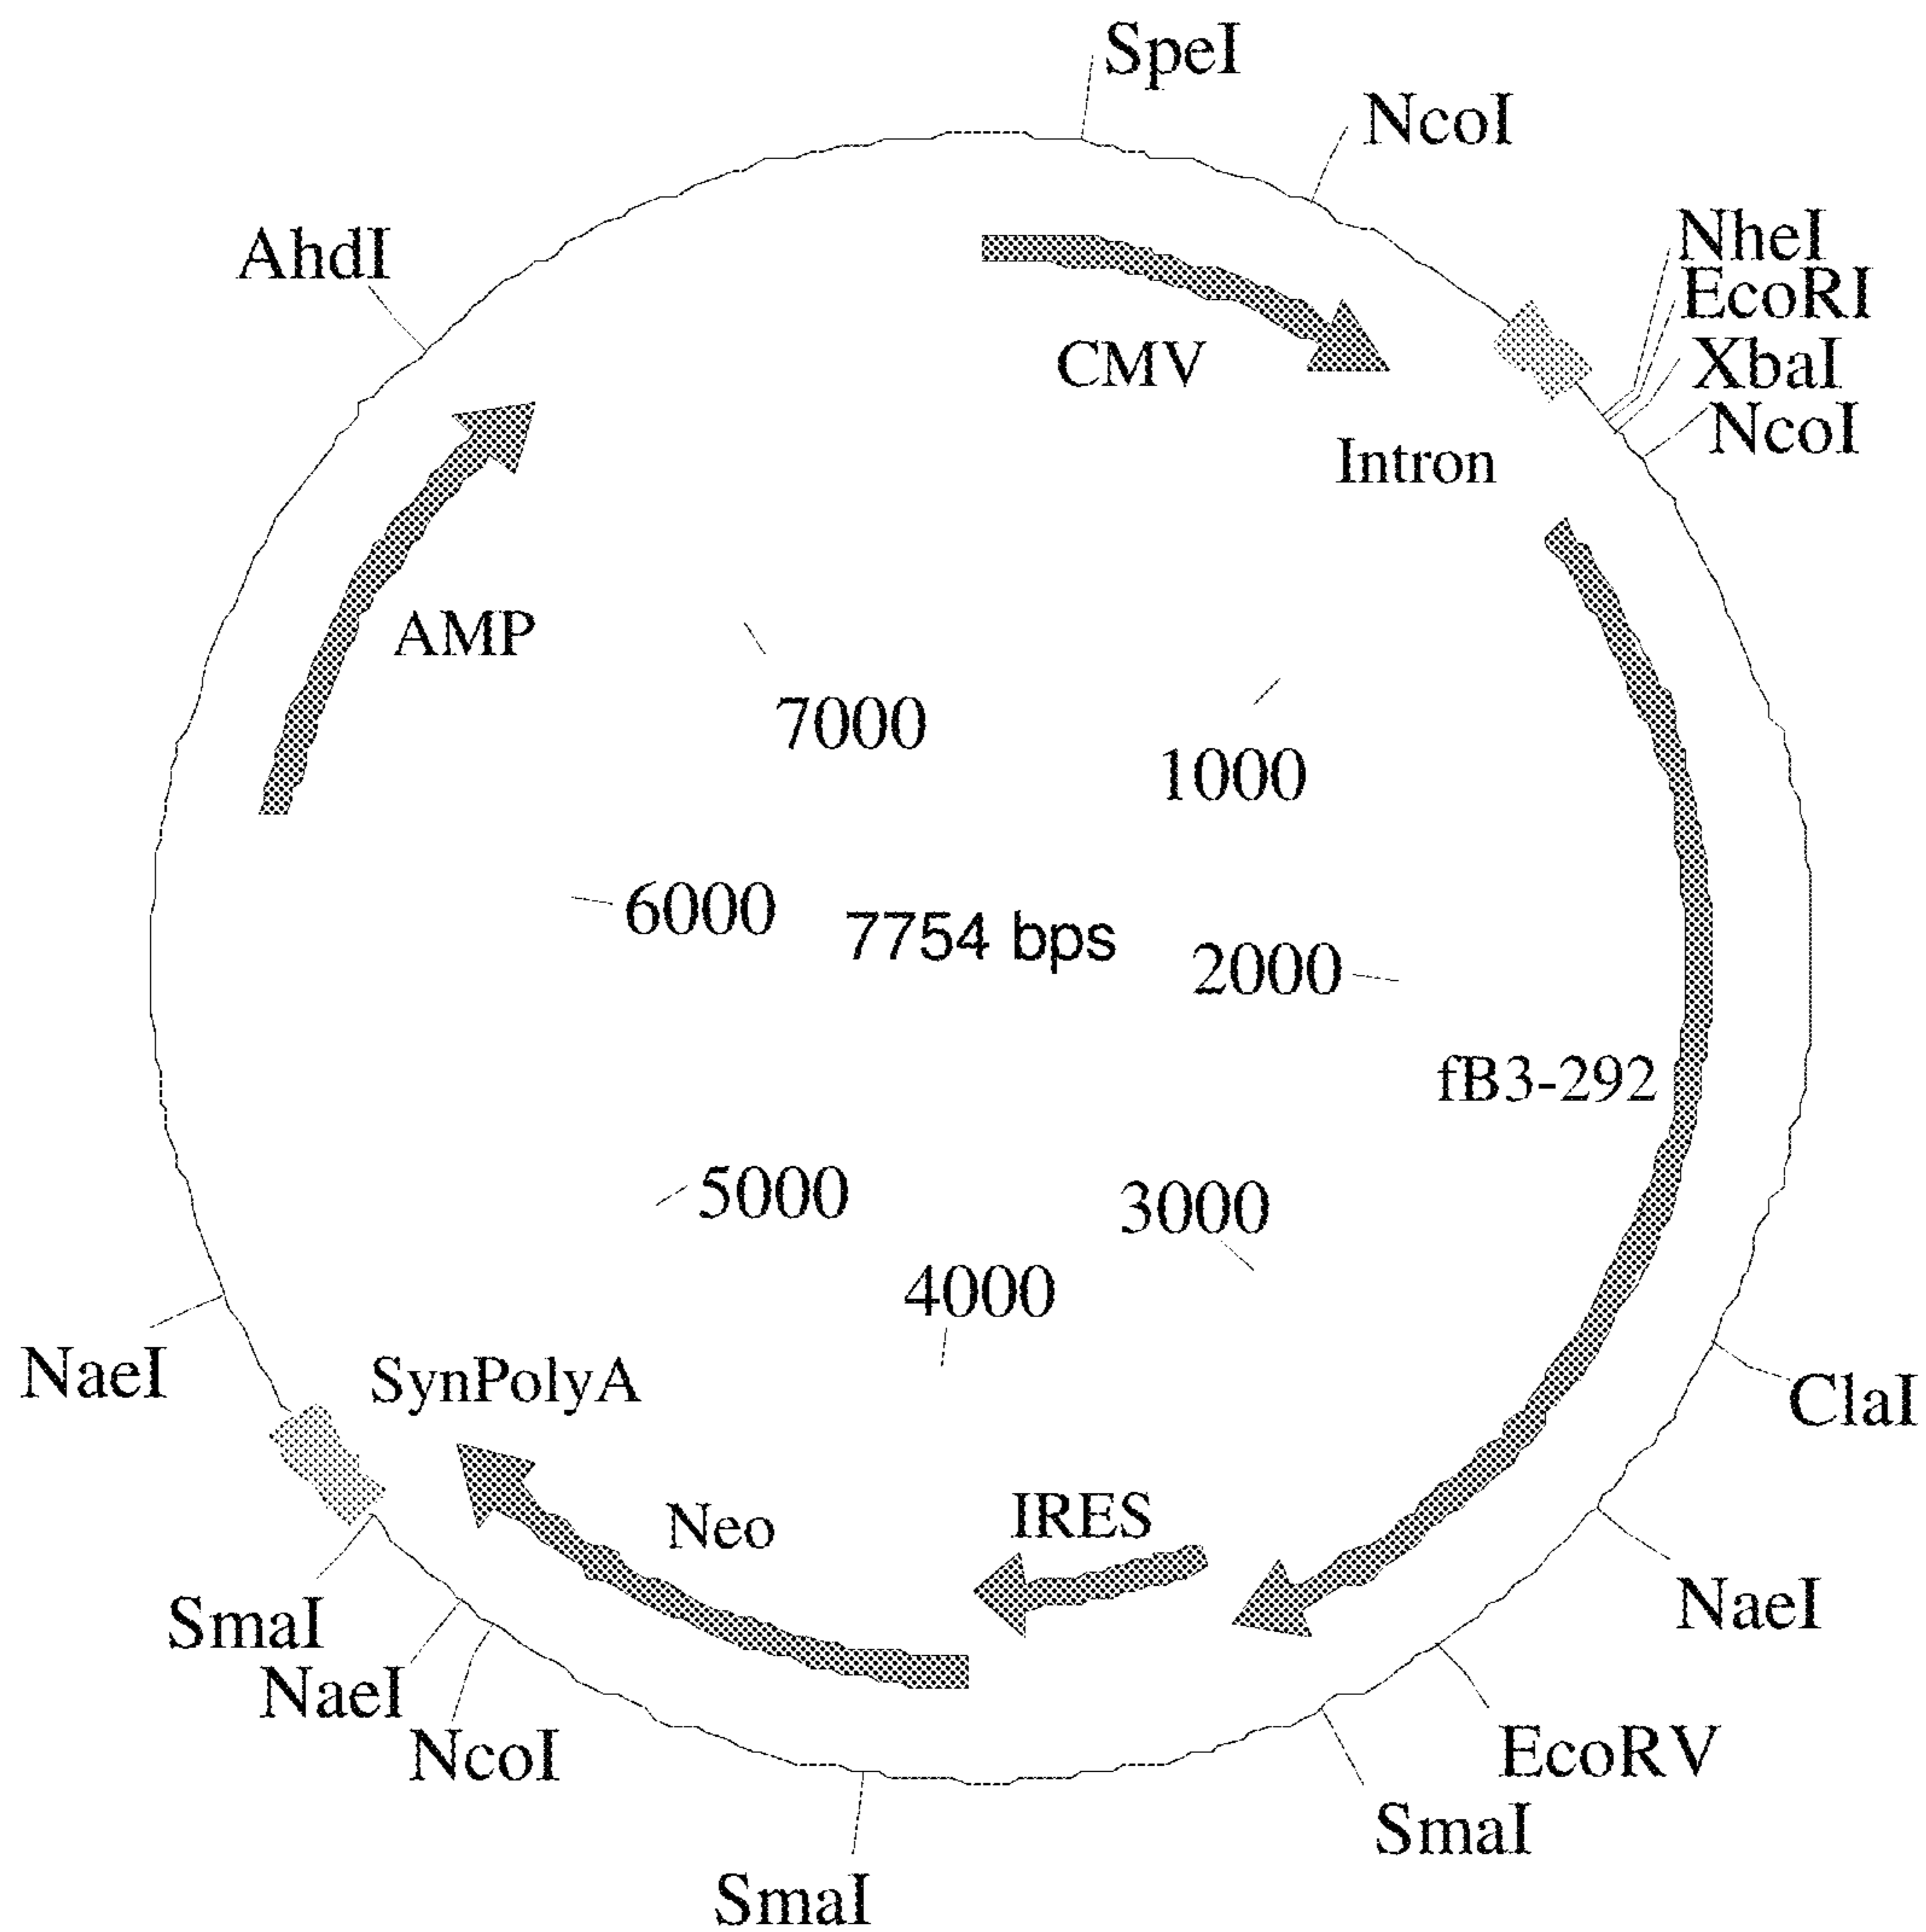 SpeI
NcoI
NheI
EcoRI
XbaI
NcoI
AhdI
CMV
Intron
AMP
7000
1000
6000
7754 bps
2000
fB3-292
5000
3000
4000
NaeI
SynPolyA
ClaI
Neo
IRES
NaeI
SmaI
NaeI
NcoI
EcoRV
SmaI
SmaI